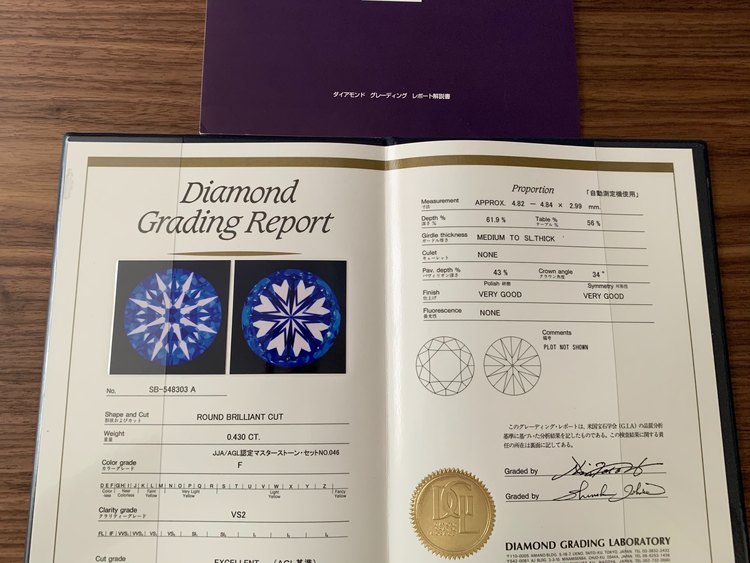 ダイアモンド グレーディング レポート解説書
Diamond
Grading Report
No. SB-548303 A
Shape and Cut ROUND BRILLIANT CUT
形状およびカット
Weight 0.430 CT.
重量
JJA/AGL認定マスターストーン・セットNO.046
Color grade F
カラーグレード
D E F G H I J K L M N O P Q R S T U V W X Y Z
Colorless Near Colorless Faint Yellow Very Light Yellow Light Yellow Fancy Yellow
Clarity grade VS2
クラリティーグレード
Cut grade EXCELLENT (AGL基準)
Proportion 「自動測定機使用」
Measurement APPROX. 4.82 — 4.84 × 2.99 mm.
寸法
Depth % 61.9 % Table % 56 %
深さ % テーブル %
Girdle thickness MEDIUM TO SL.THICK
ガードル厚さ
Culet NONE
キューレット
Pav. depth % 43 % Crown angle 34 °
パヴィリオン深さ クラウン角度
Polish 研磨 Symmetry 対称性
Finish VERY GOOD VERY GOOD
仕上げ
Fluorescence NONE
蛍光性
Comments
備考
PLOT NOT SHOWN
このグレーディング・レポートは、米国宝石学会(G.I.A)の品質分析
基準に基づいた分析結果を記したものである。この検査結果に関する責
任の所在は裏面に記してある。
Graded by
Graded by
DIAMOND GRADING LABORATORY